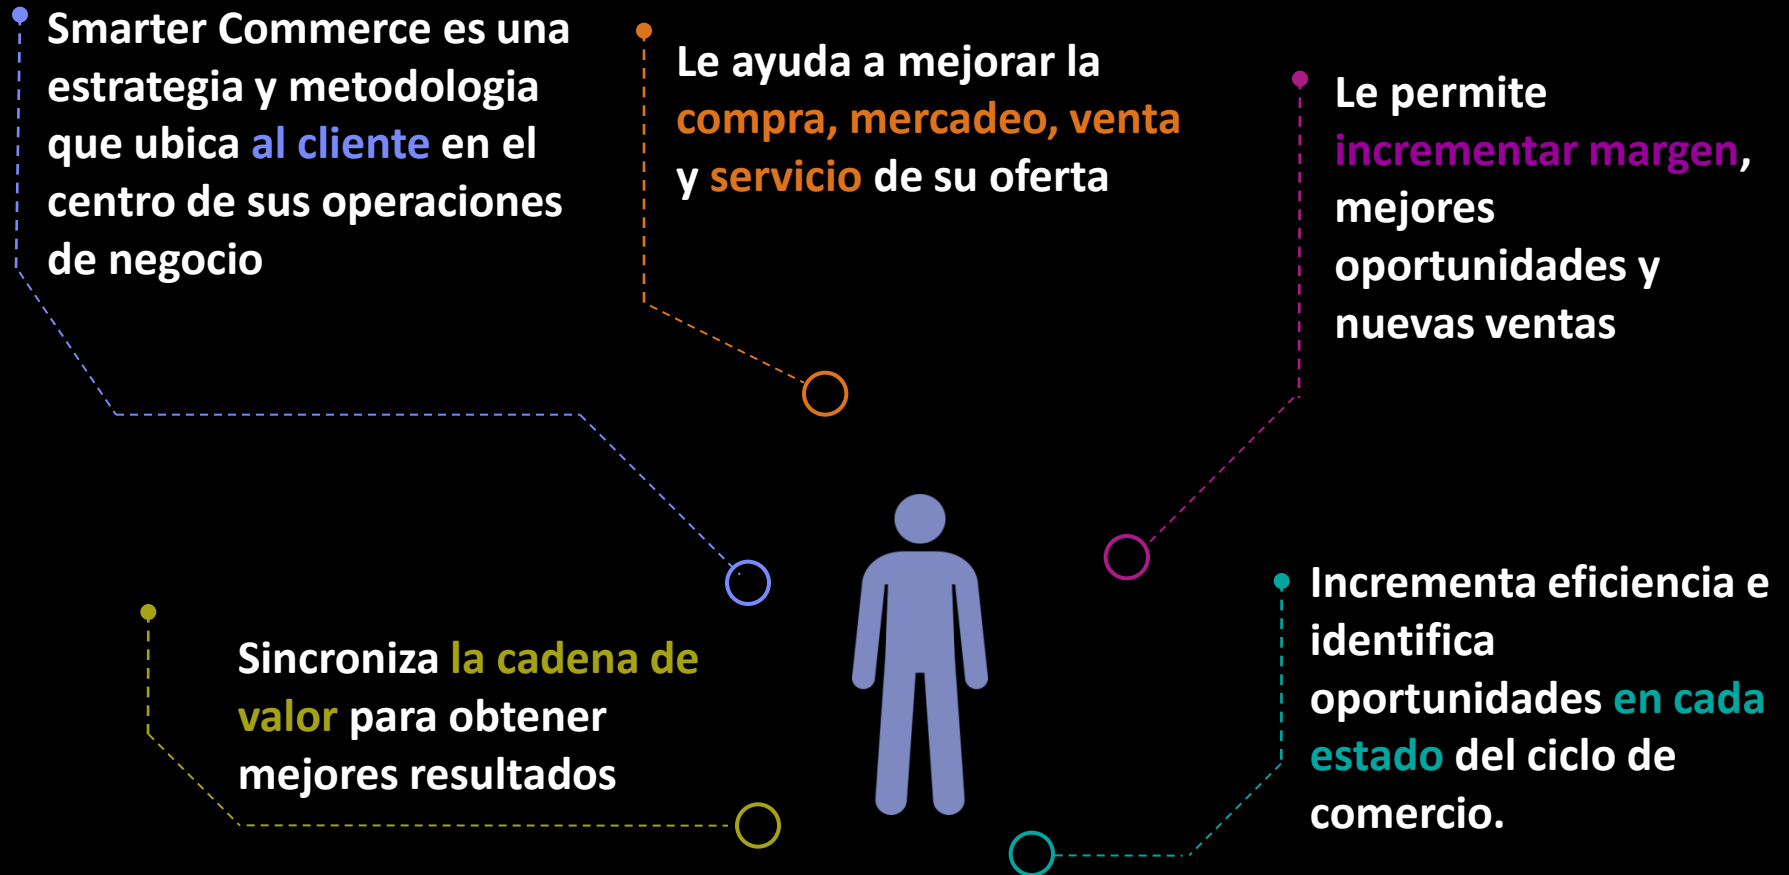 Smarter Commerce es una
estrategia y metodologia
que ubica al cliente en el
centro de sus operaciones
de negocio
Le ayuda a mejorar la
compra, mercadeo, venta
y servicio de su oferta
Le permite
incrementar margen,
mejores
oportunidades y
nuevas ventas
Sincroniza la cadena de
valor para obtener
mejores resultados
Incrementa eficiencia e
identifica
oportunidades en cada
estado del ciclo de
comercio.